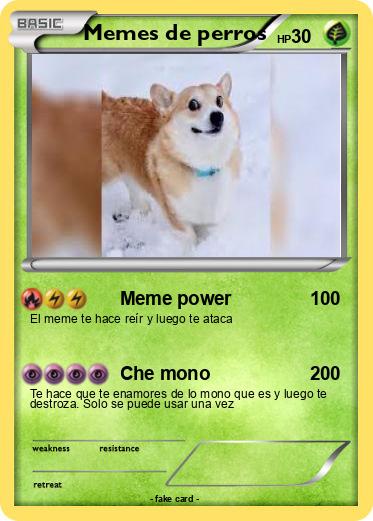 BASIC
Memes de perros HP30
Meme power 100
El meme te hace reír y luego te ataca
Che mono 200
Te hace que te enamores de lo mono que es y luego te
destroza. Solo se puede usar una vez
weakness resistance
retreat
- fake card -